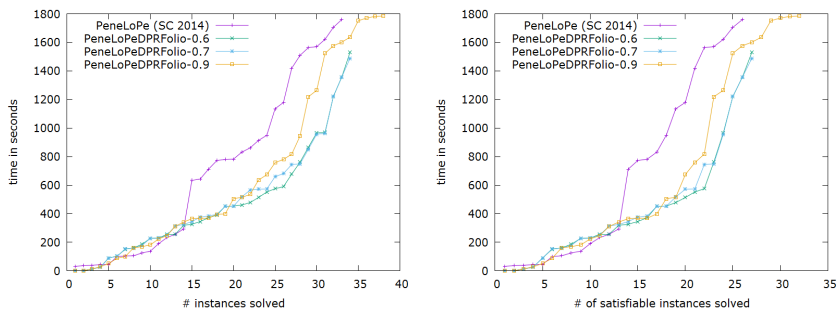 PeneLoPe (SC 2014)
PeneLoPeDPRFolio-0.6
PeneLoPeDPRFolio-0.7
PeneLoPeDPRFolio-0.9
1800
1600
1400
1200
1000
800
600
400
200
0
time in seconds
0 5 10 15 20 25 30 35 40
# instances solved
PeneLoPe (SC 2014)
PeneLoPeDPRFolio-0.6
PeneLoPeDPRFolio-0.7
PeneLoPeDPRFolio-0.9
1800
1600
1400
1200
1000
800
600
400
200
0
time in seconds
0 5 10 15 20 25 30 35
# of satisfiable instances solved